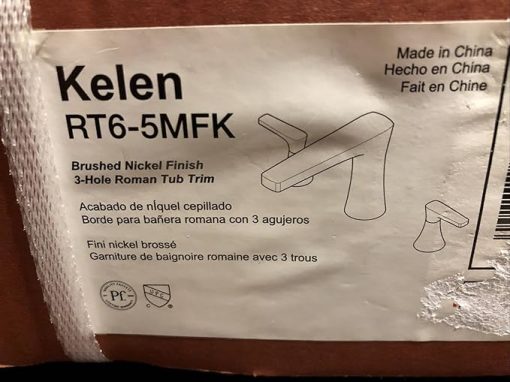 Kelen
RT6-5MFK
Made in China
Hecho en China
Fait en Chine
Brushed Nickel Finish
3-Hole Roman Tub Trim
Acabado de níquel cepillado
Borde para bañera romana con 3 agujeros
Fini nickel brossé
Garniture de baignoire romaine avec 3 trous
Pf
UPC